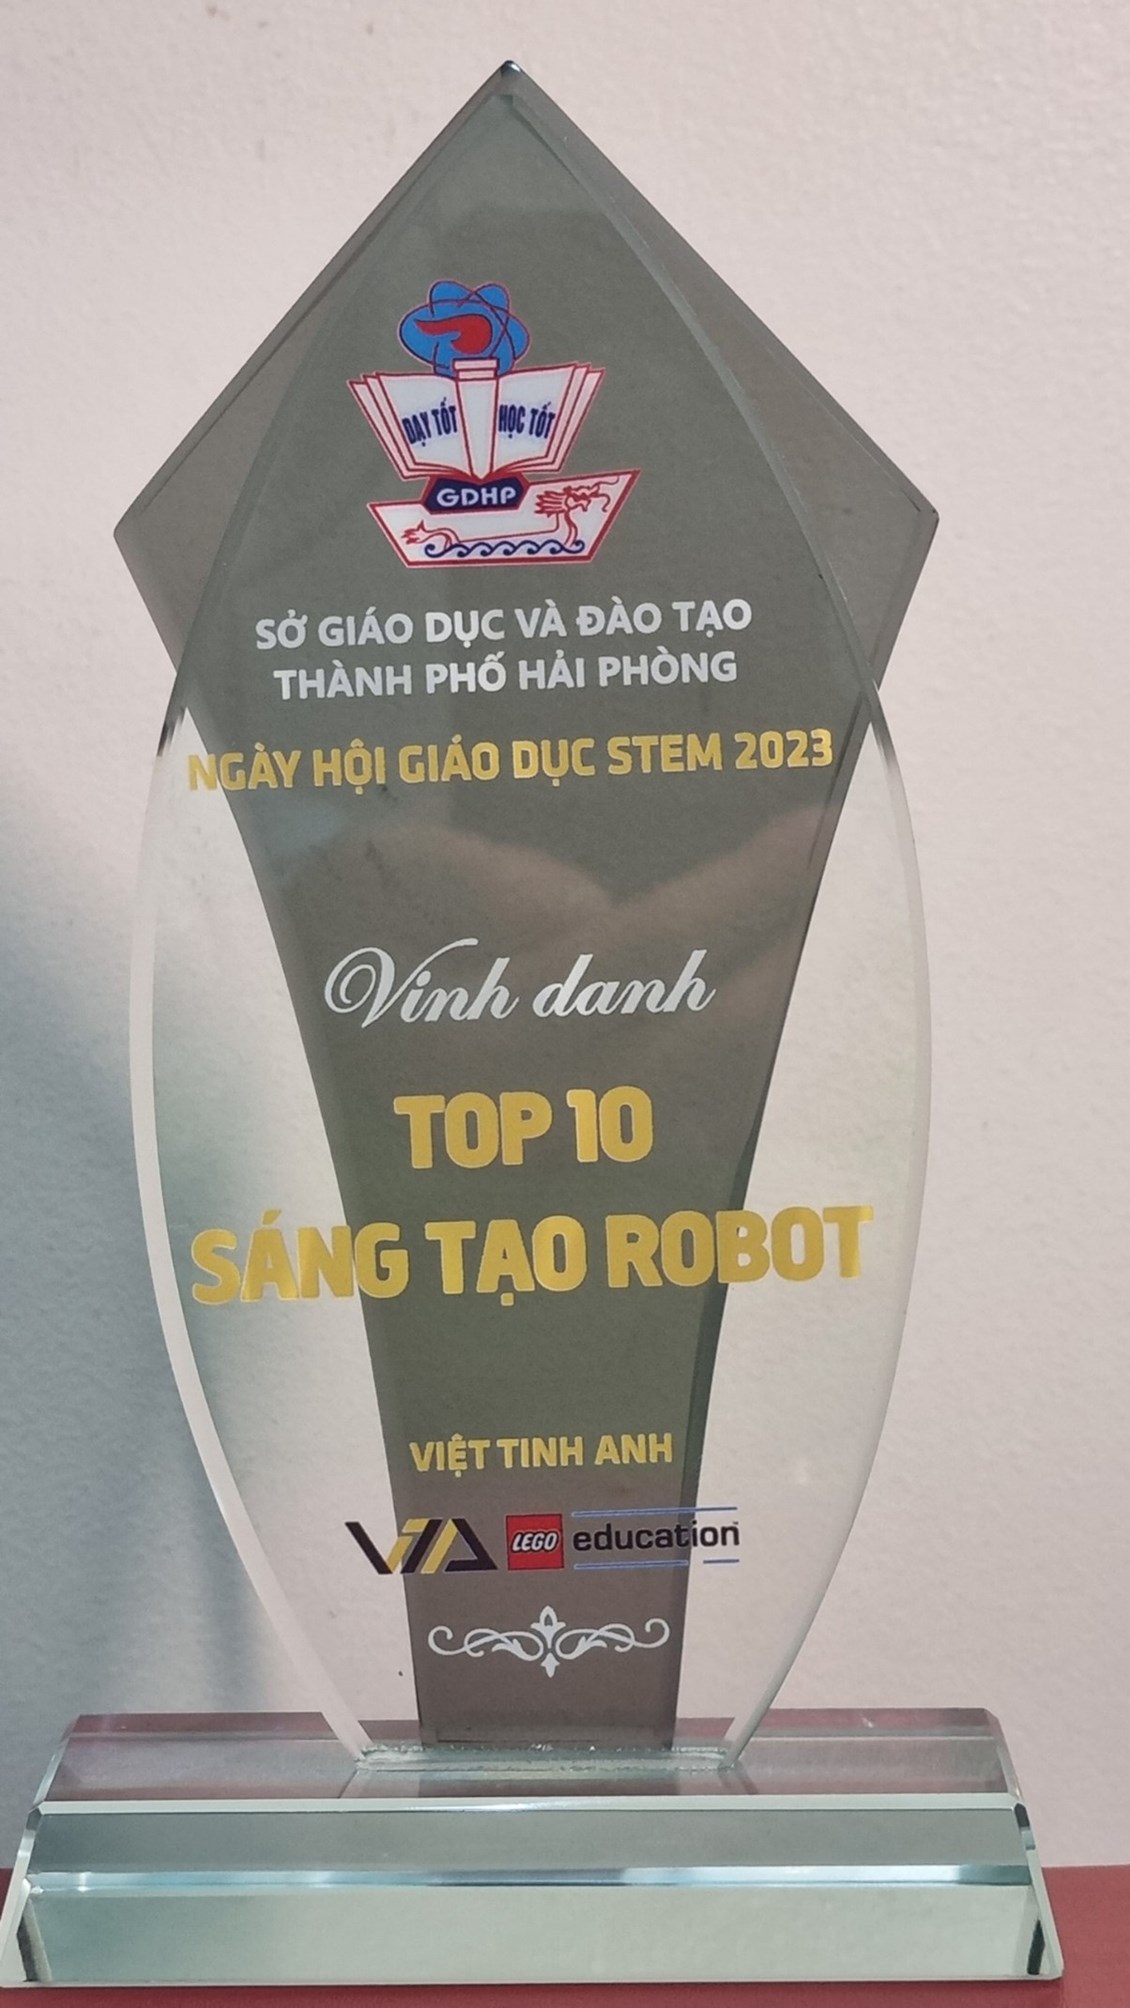 DẠY TỐT HỌC TỐT
GDHP
SỞ GIÁO DỤC VÀ ĐÀO TẠO
THÀNH PHỐ HẢI PHÒNG
NGÀY HỘI GIÁO DỤC STEM 2023
Vinh danh
TOP 10
SÁNG TẠO ROBOT
VIỆT TINH ANH
VTA LEGO education